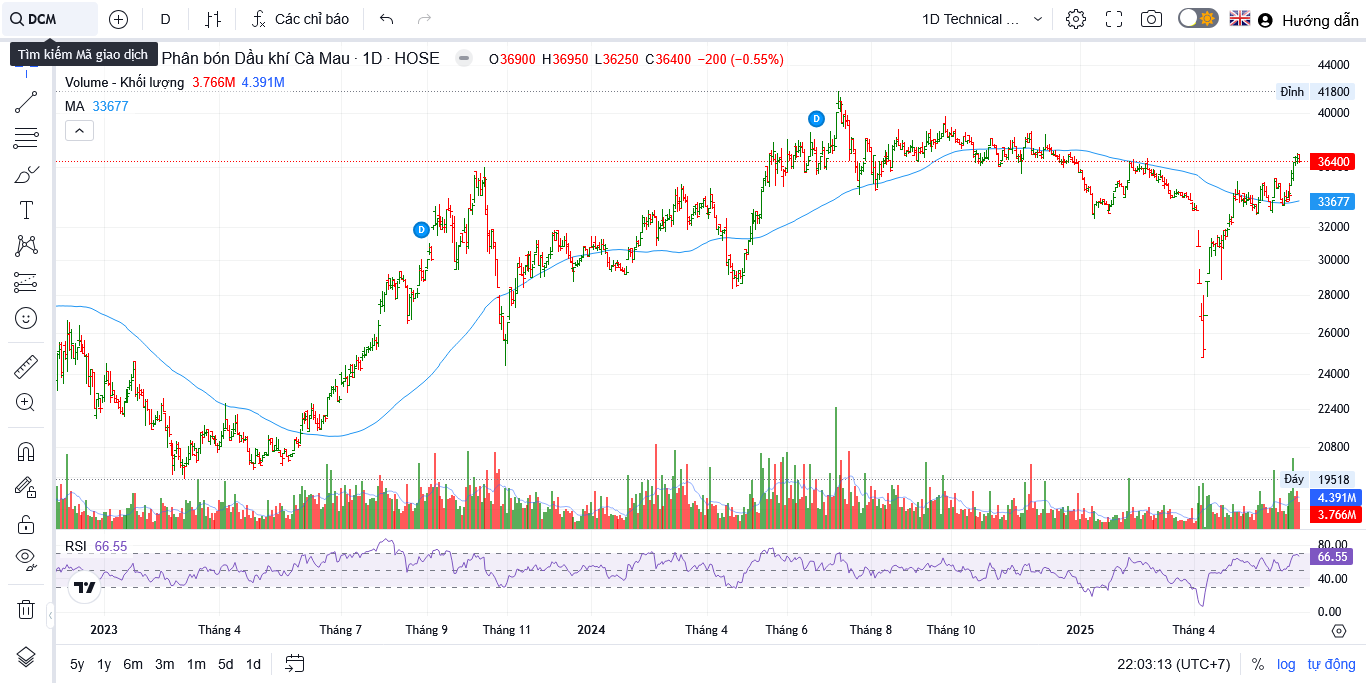 DCM
D
Các chỉ báo
1D Technical ...
Hướng dẫn
Tìm kiếm Mã giao dịch
Phân bón Dầu khí Cà Mau · 1D · HOSE
O36900 H36950 L36250 C36400 −200 (−0.55%)
Volume - Khối lượng 3.766M 4.391M
MA 33677
D
D
44000
Đỉnh 41800
40000
36400
33677
32000
30000
28000
26000
24000
22400
20800
Đáy 19518
4.391M
3.766M
RSI 66.55
80.00
66.55
40.00
0.00
2023 Tháng 4 Tháng 7 Tháng 9 Tháng 11 2024 Tháng 4 Tháng 6 Tháng 8 Tháng 10 2025 Tháng 4
5y 1y 6m 3m 1m 5d 1d
22:03:13 (UTC+7) % log tự động